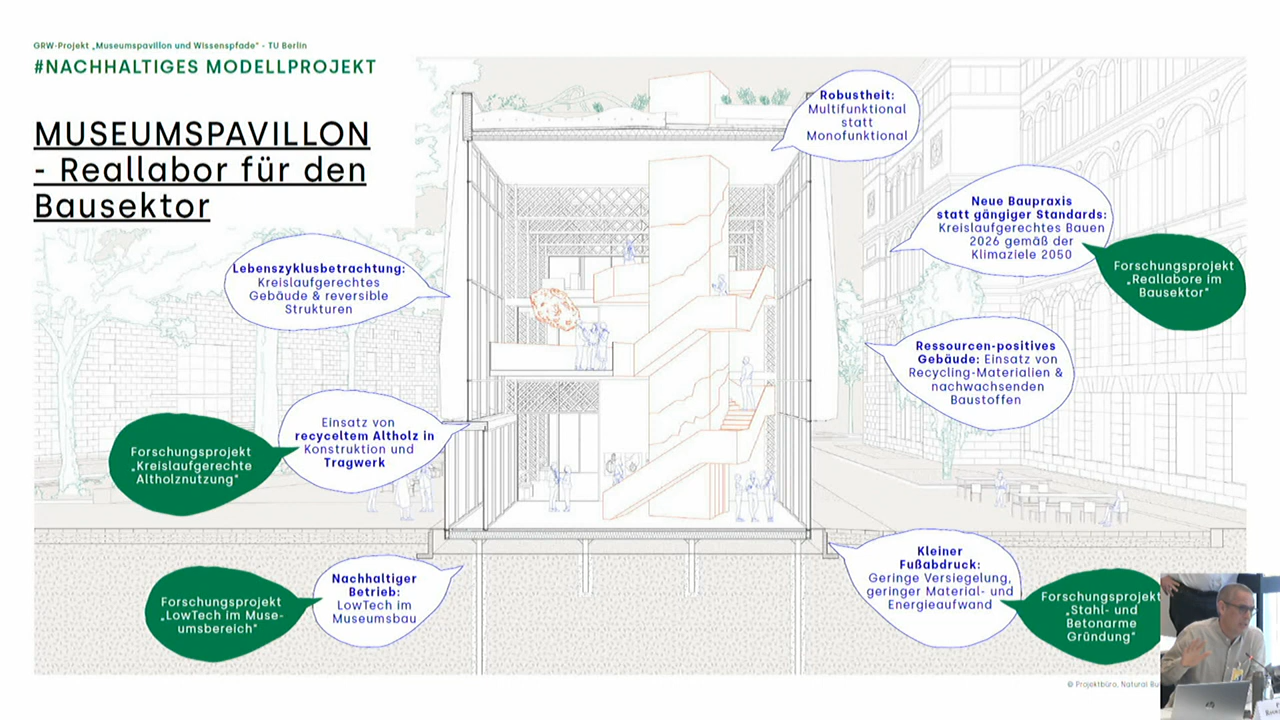 GRW-Projekt „Museumspavillon und Wissenspfade" - TU Berlin
#NACHHALTIGES MODELLPROJEKT
MUSEUMSPAVILLON
- Reallabor für den
Bausektor
Robustheit:
Multifunktional
statt
Monofunktional
Neue Baupraxis
statt gängiger Standards:
Kreislaufgerechtes Bauen
2026 gemäß der
Klimaziele 2050
Forschungsprojekt
„Reallabore im
Bausektor"
Lebenszyklusbetrachtung:
Kreislaufgerechtes
Gebäude & reversible
Strukturen
Ressourcen-positives
Gebäude: Einsatz von
Recycling-Materialien &
nachwachsenden
Baustoffen
Einsatz von
recyceltem Altholz in
Konstruktion und
Tragwerk
Forschungsprojekt
„Kreislaufgerechte
Altholznutzung"
Kleiner
Fußabdruck:
Geringe Versiegelung,
geringer Material- und
Energieaufwand
Nachhaltiger
Betrieb:
LowTech im
Museumsbau
Forschungsprojekt
„LowTech im Muse-
umsbereich"
Forschungsprojekt
„Stahl- und
Betonarme
Gründung"
© Projektbüro, Natural